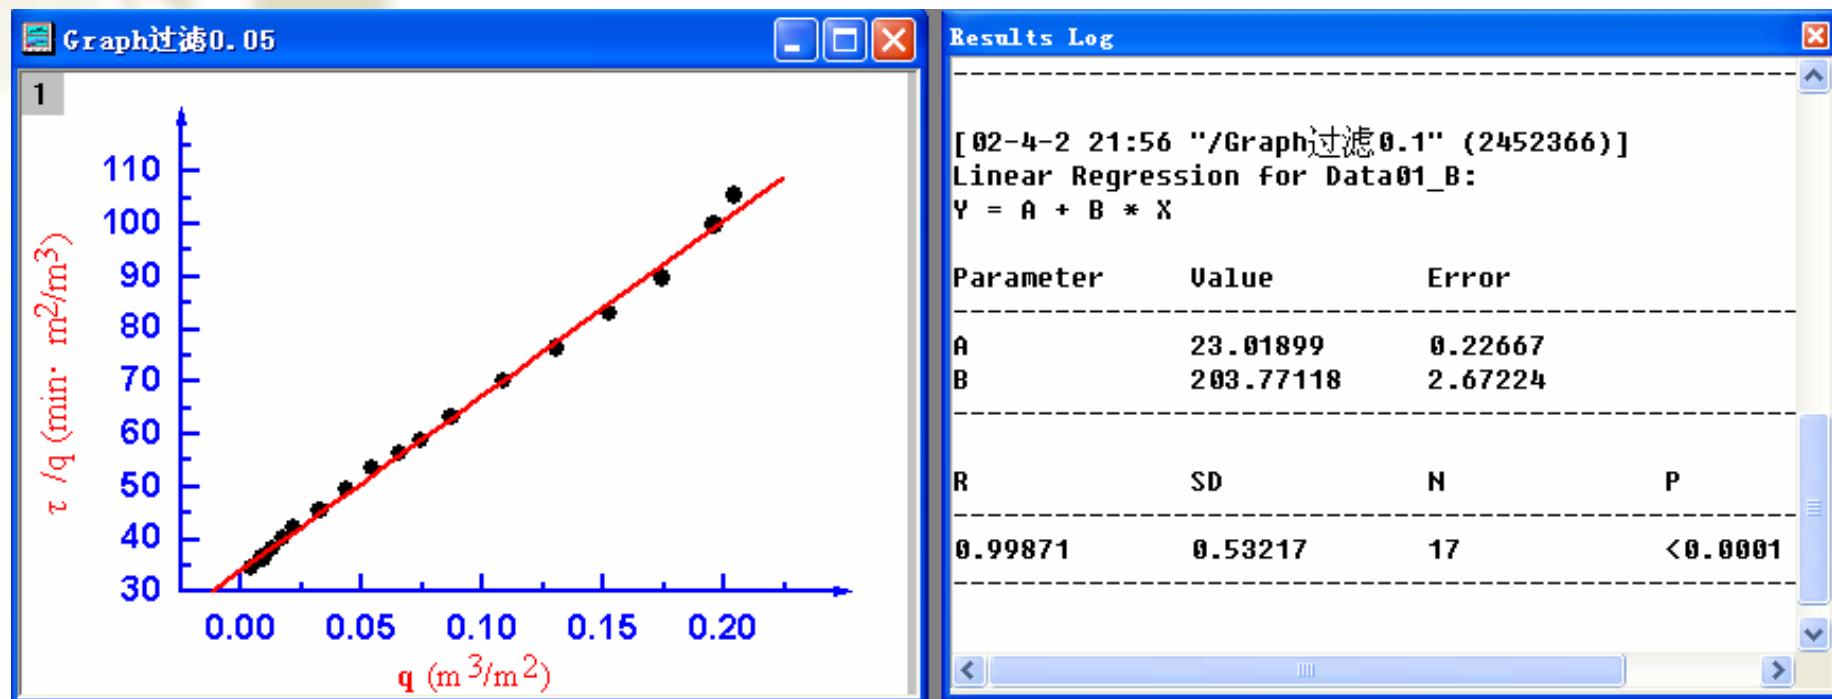 Graph过滤0.05
1
110
100
90
80
70
60
50
40
30
τ /q (min· m2/m3)
0.00 0.05 0.10 0.15 0.20
q (m3/m2)
Results Log
[02-4-2 21:56 "/Graph过滤0.1" (2452366)]
Linear Regression for Data01_B:
Y = A + B * X
Parameter Value Error
A 23.01899 0.22667
B 203.77118 2.67224
R SD N P
0.99871 0.53217 17 <0.0001